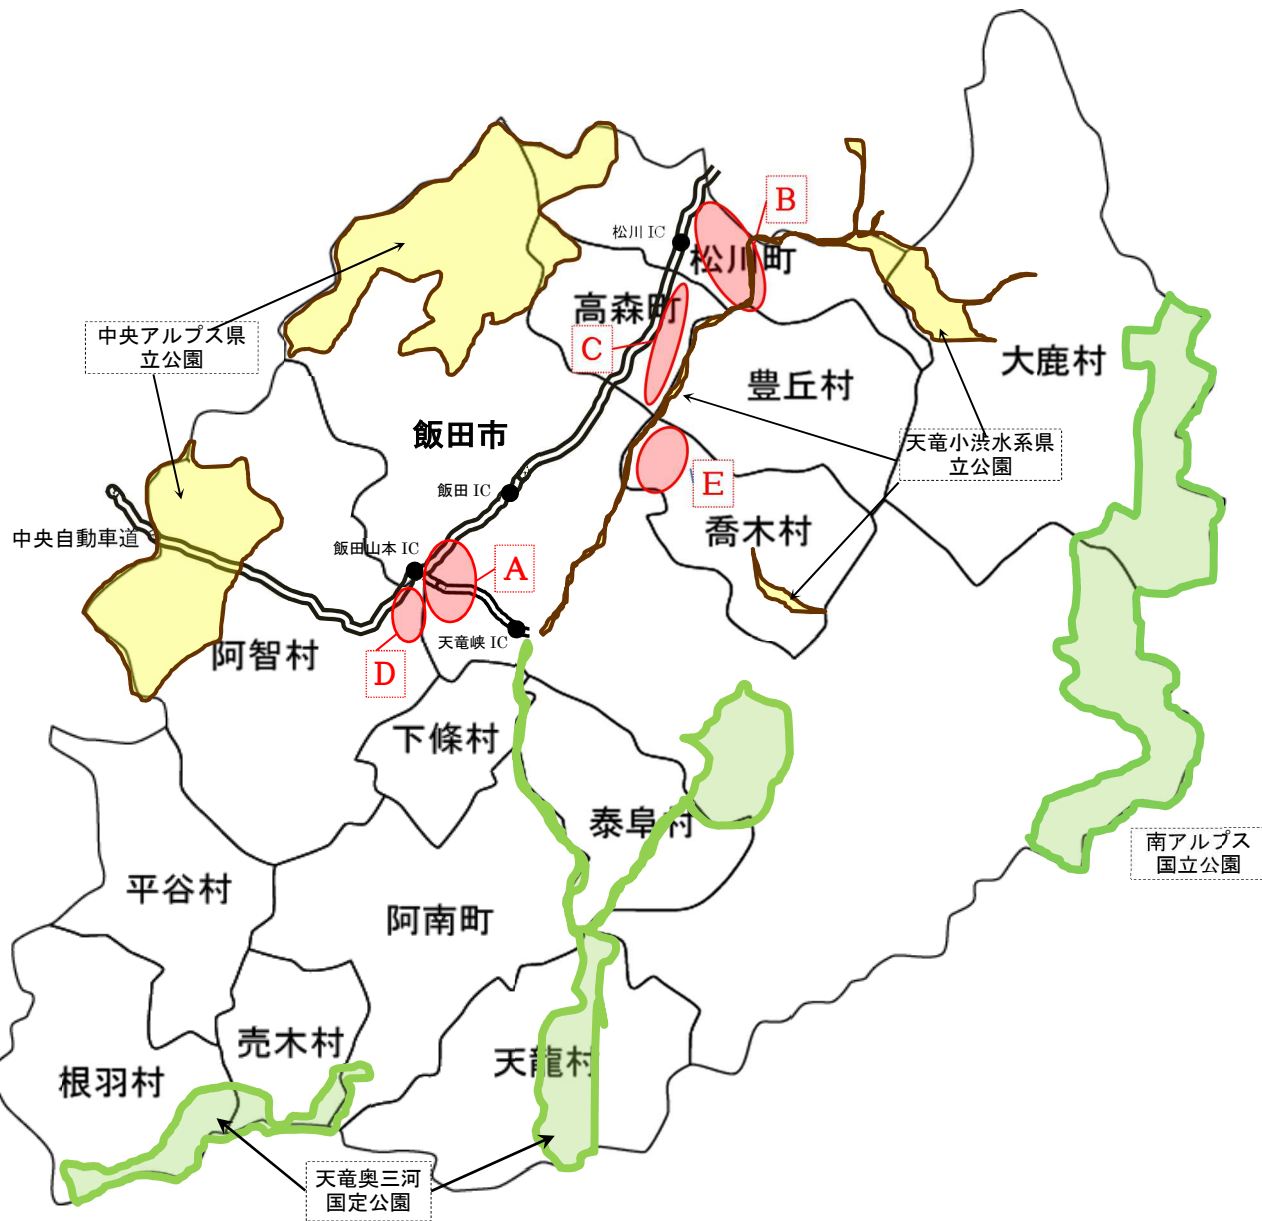 B
松川 IC
松川町
高森町
中央アルプス県
立公園
C
大鹿村
豊丘村
飯田市
天竜小渋水系県
立公園
飯田 IC
E
中央自動車道
喬木村
飯田山本 IC
A
天竜峡 IC
阿智村
D
下條村
泰阜村
南アルプス
国立公園
平谷村
阿南町
売木村
天龍村
根羽村
天竜奥三河
国定公園